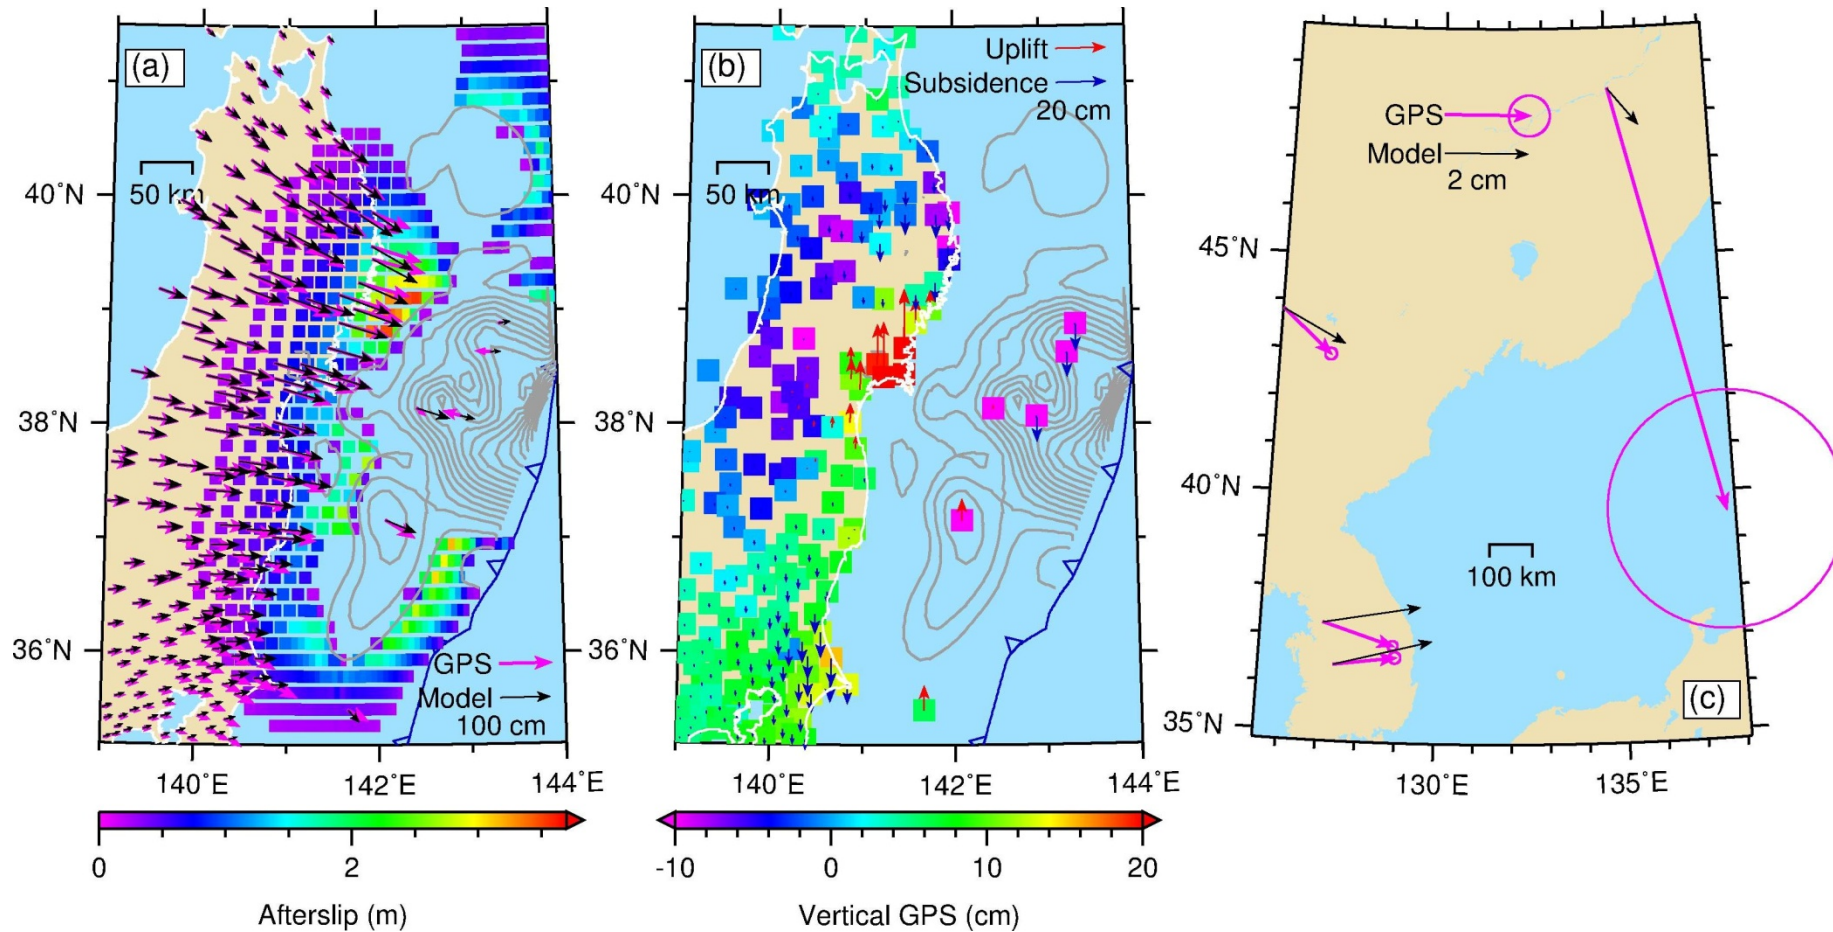 (a)
50 km
40˚N
38˚N
36˚N
GPS
Model
100 cm
140˚E
142˚E
144˚E
0
2
Afterslip (m)
(b)
Uplift
Subsidence
20 cm
50 km
40˚N
38˚N
36˚N
140˚E
142˚E
144˚E
-10
0
10
20
Vertical GPS (cm)
GPS
Model
2 cm
45˚N
40˚N
35˚N
100 km
(c)
130˚E
135˚E